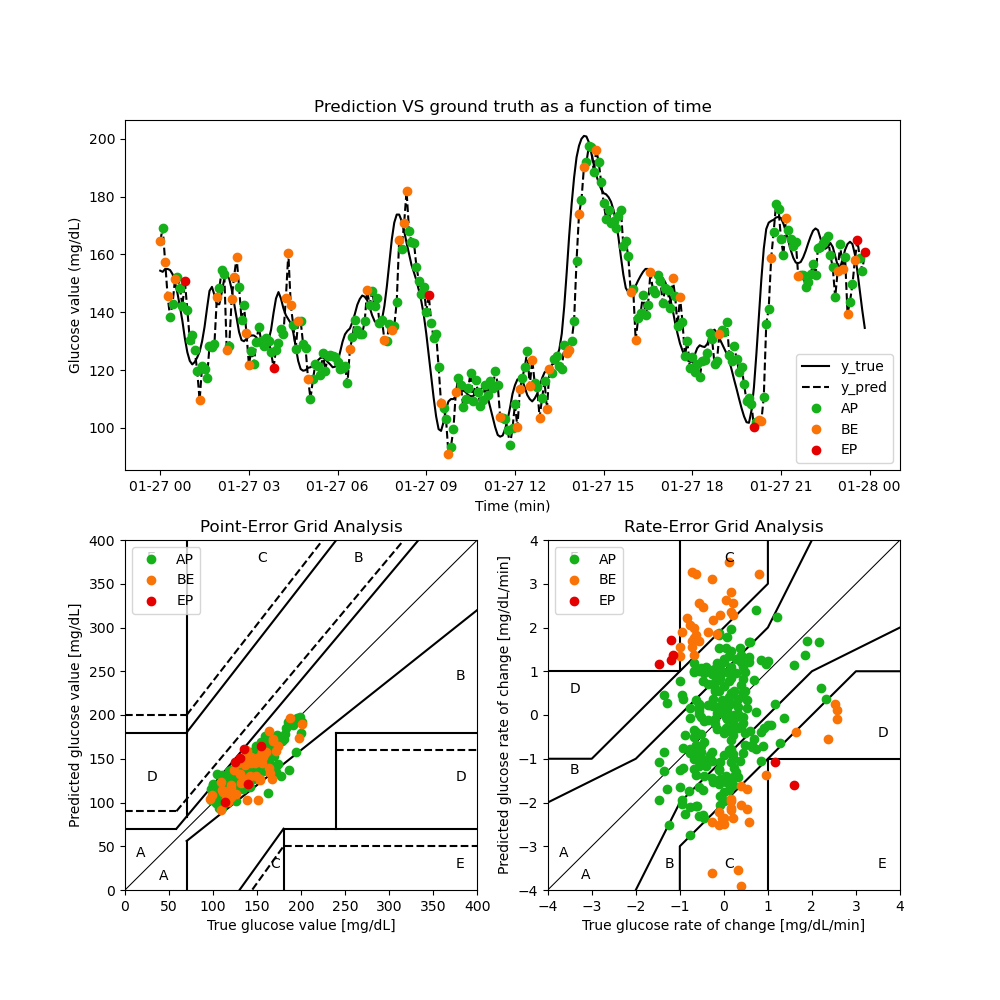 Prediction VS ground truth as a function of time
Glucose value (mg/dL)
200
180
160
140
120
100
y_true
y_pred
AP
BE
EP
01-27 00 01-27 03 01-27 06 01-27 09 01-27 12 01-27 15 01-27 18 01-27 21 01-28 00
Time (min)
Point-Error Grid Analysis
Predicted glucose value [mg/dL]
400
350
300
250
200
150
100
50
0
AP
BE
EP
C
B
B
D
D
A
A
C
E
0 50 100 150 200 250 300 350 400
True glucose value [mg/dL]
Rate-Error Grid Analysis
Predicted glucose rate of change [mg/dL/min]
4
3
2
1
0
−1
−2
−3
−4
AP
BE
EP
C
D
D
B
A
A
B
C
E
−4 −3 −2 −1 0 1 2 3 4
True glucose rate of change [mg/dL/min]